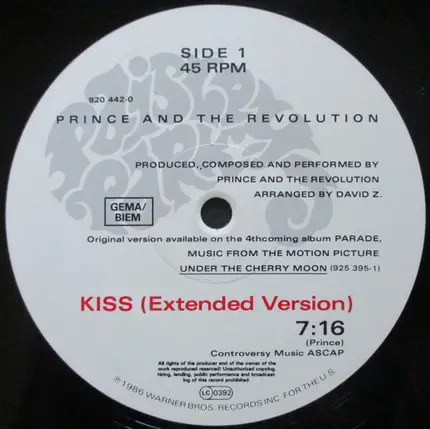 SIDE 1
45 RPM
920 442-0
PAISLEY
PARK
PRINCE AND THE REVOLUTION
PRODUCED,,COMPOSED AND PERFORMED BY
PRINCE AND THE REVOLUTION
ARRANGED BY DAVID Z.
GEMA/
BIEM
Original version available on the 4thcoming album PARADE,
MUSIC FROM THE MOTION PICTURE
UNDER THE CHERRY MOON (925 395-1)
KISS (Extended Version)
7:16
(Prince)
Controversy Music ASCAP
All rights of the producer and of the owner of the
work reproduced reserved! Unauthorized copying,
hiring, lending, public performance and broadcast-
ing of this record prohibited.
LC 0392
℗ 1986 WARNER BROS. RECORDS INC. FOR THE U.S.